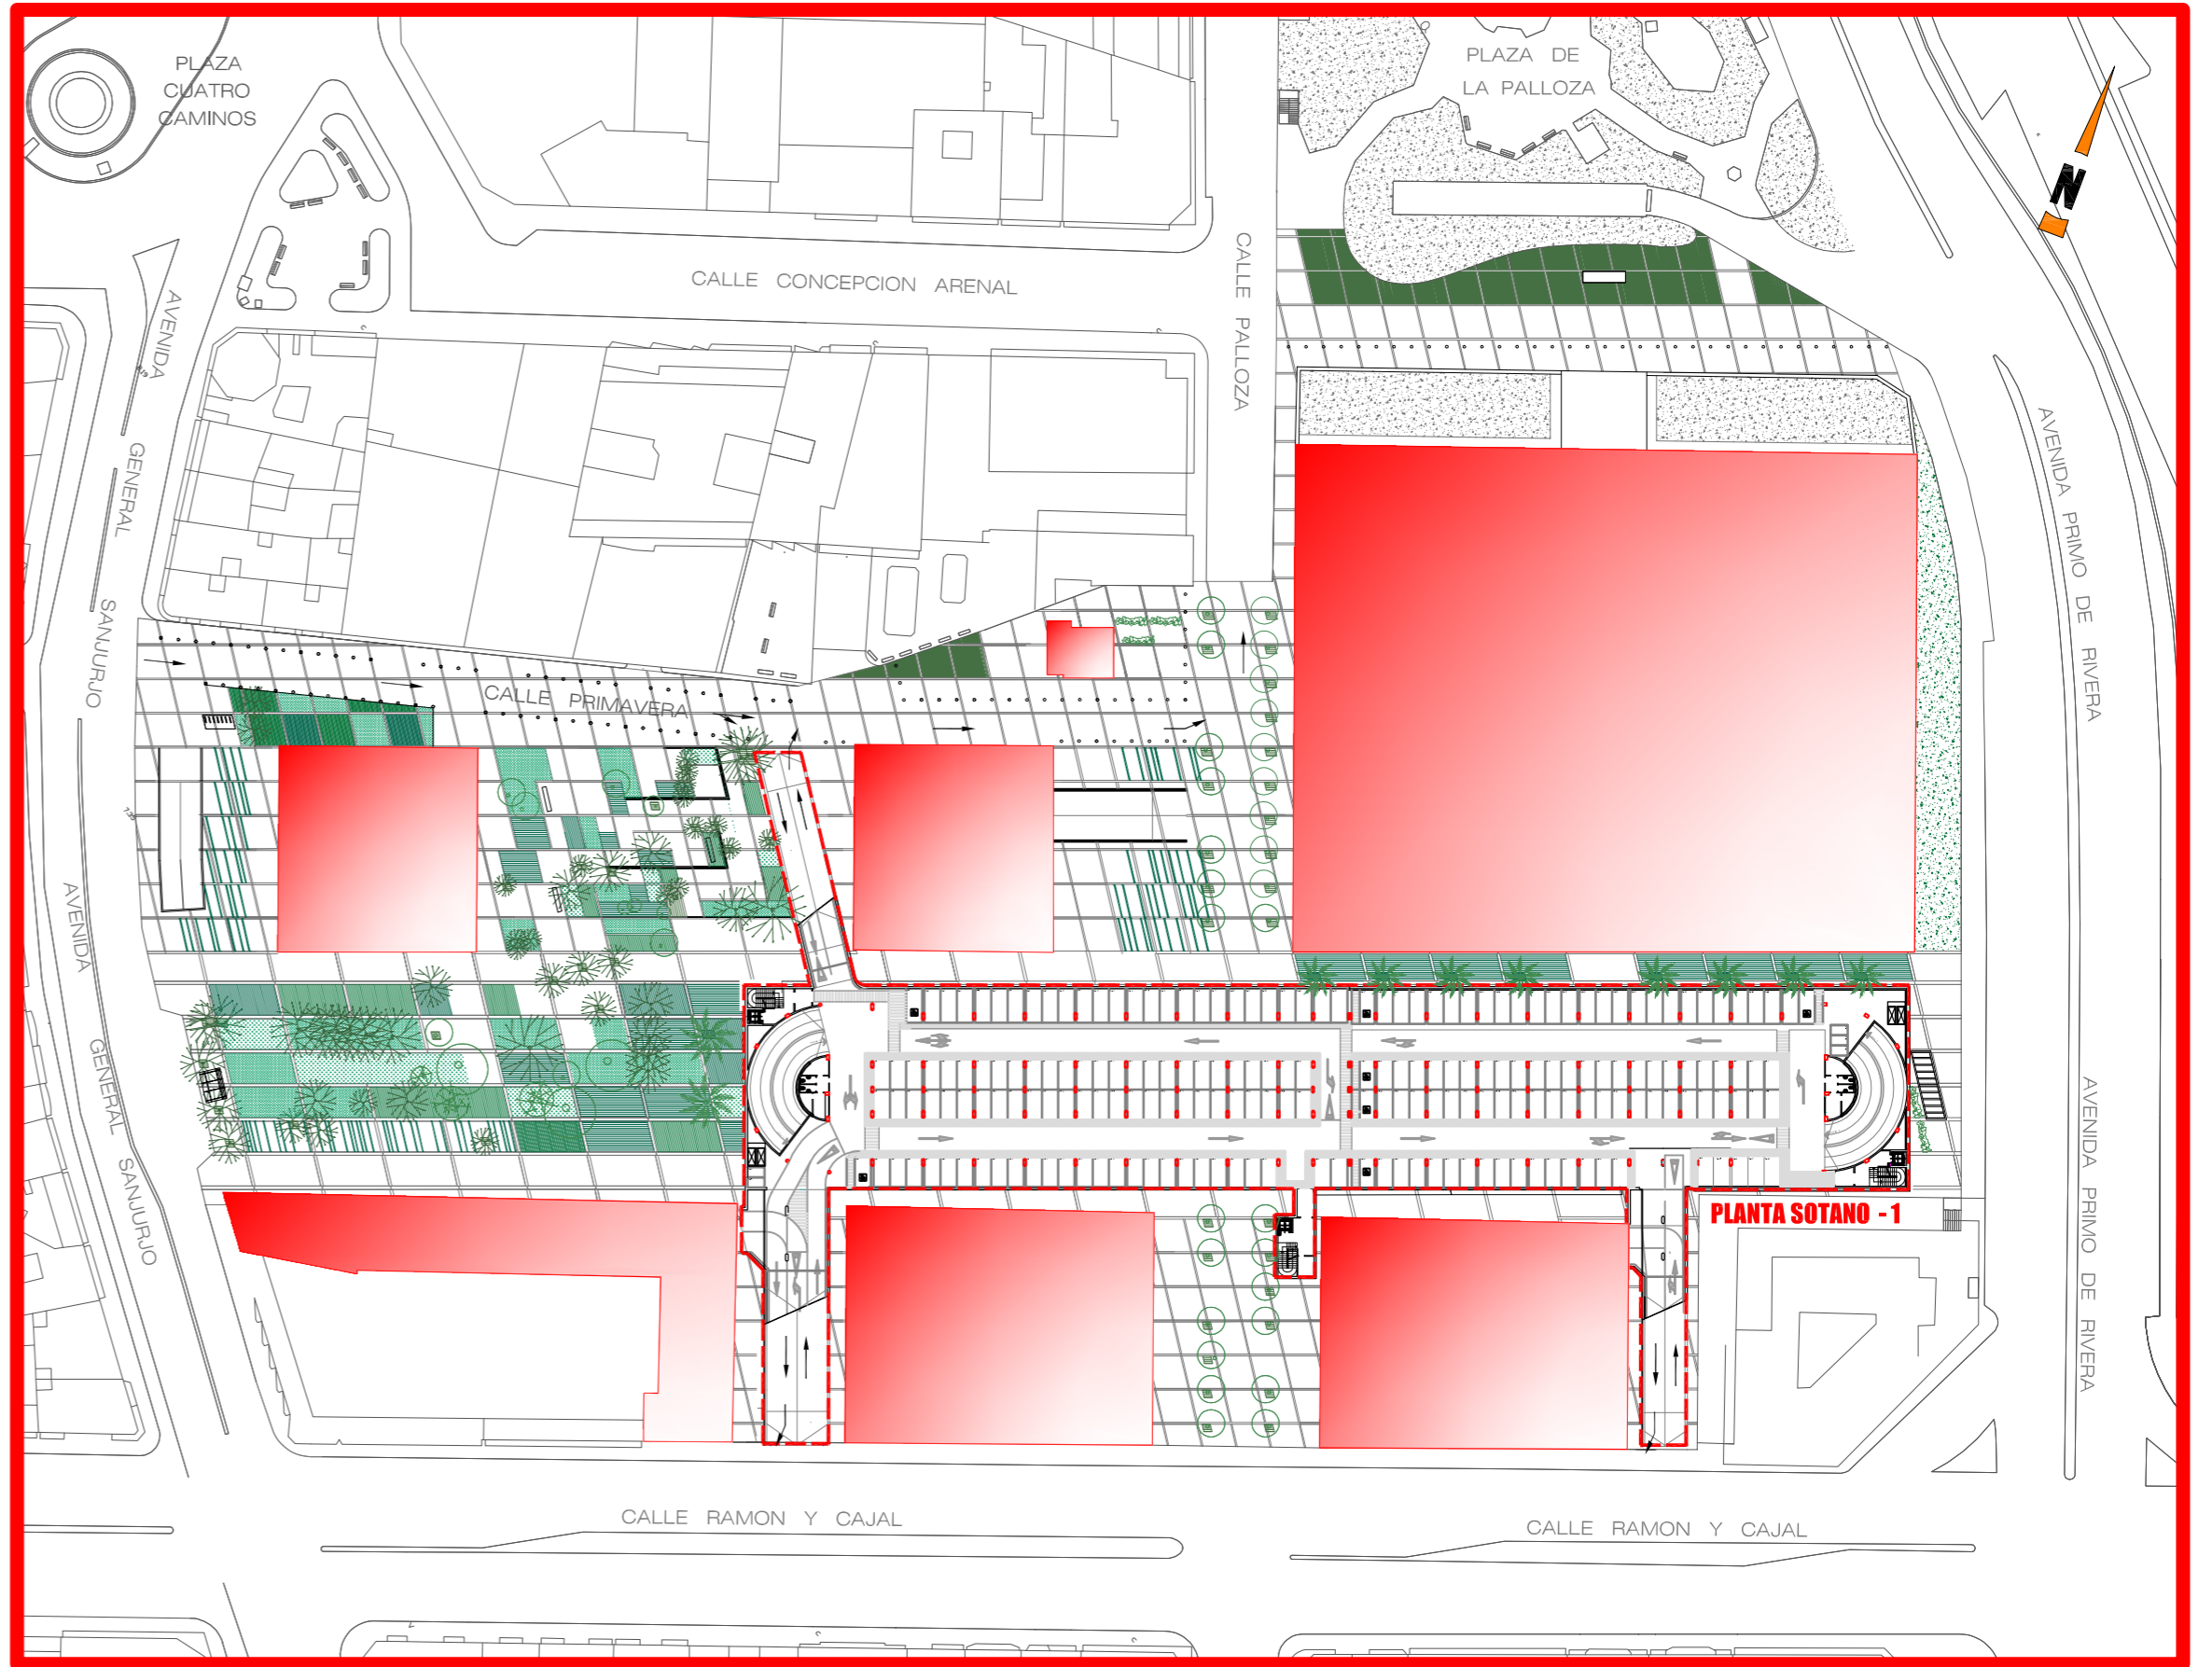 PLAZA
CUATRO
CAMINOS
PLAZA DE
LA PALLOZA
N
CALLE CONCEPCION ARENAL
CALLE PALLOZA
AVENIDA
GENERAL
SANJURJO
AVENIDA PRIMO DE RIVERA
CALLE PRIMAVERA
AVENIDA
GENERAL
SANJURJO
AVENIDA PRIMO DE RIVERA
PLANTA SOTANO -1
CALLE RAMON Y CAJAL
CALLE RAMON Y CAJAL